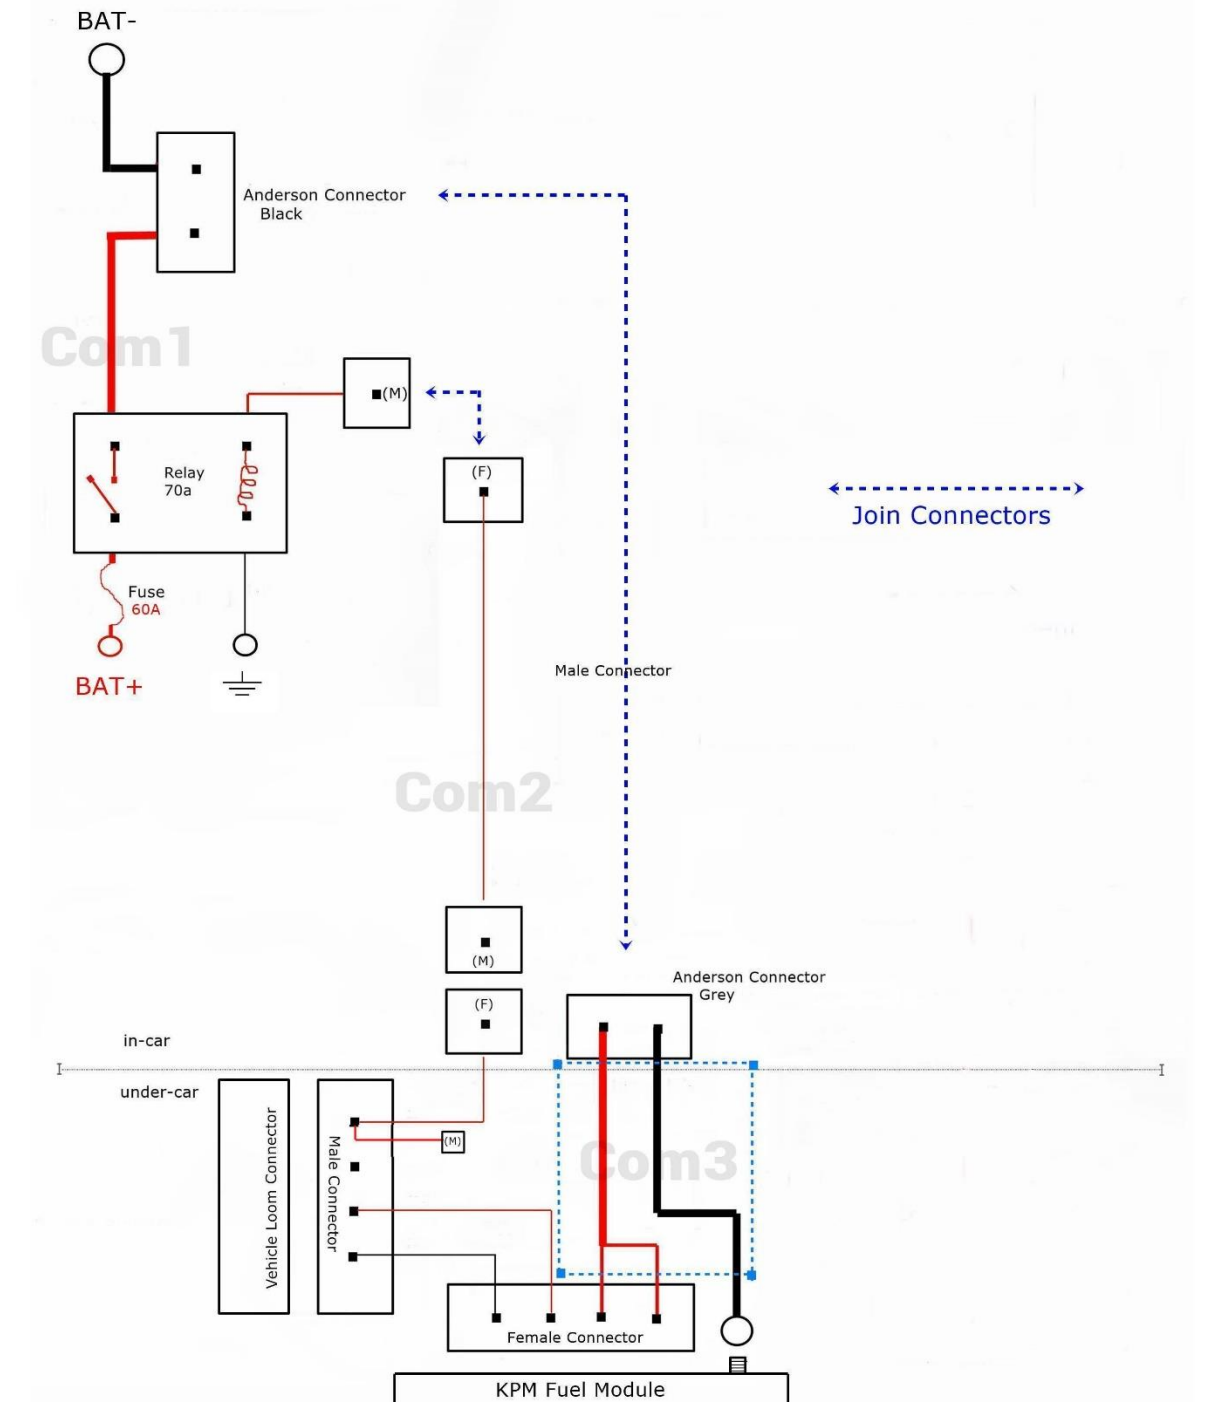 BAT-
Anderson Connector
Black
Com1
(M)
(F)
Relay
70a
Join Connectors
Fuse
60A
BAT+
Male Connector
Com2
(M)
Anderson Connector
Grey
(F)
in-car
under-car
Vehicle Loom Connector
Male Connector
(M)
Com3
Female Connector
KPM Fuel Module